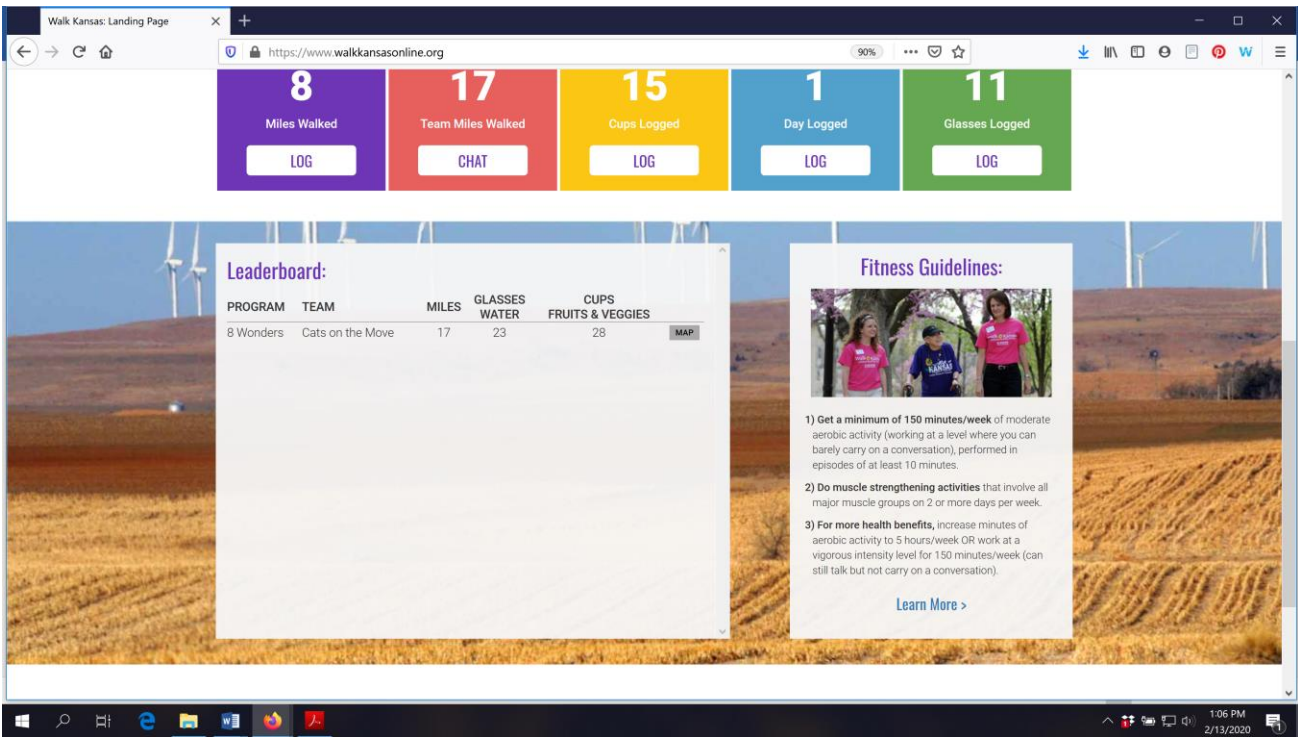 Walk Kansas: Landing Page
https://www.walkkansasonline.org
90%
8
Miles Walked
LOG
17
Team Miles Walked
CHAT
15
Cups Logged
LOG
1
Day Logged
LOG
11
Glasses Logged
LOG
Leaderboard:
PROGRAM TEAM MILES GLASSES WATER CUPS FRUITS & VEGGIES
8 Wonders Cats on the Move 17 23 28 MAP
Fitness Guidelines:
KANSAS
1) Get a minimum of 150 minutes/week of moderate
aerobic activity (working at a level where you can
barely carry on a conversation), performed in
episodes of at least 10 minutes.
2) Do muscle strengthening activities that involve all
major muscle groups on 2 or more days per week.
3) For more health benefits, increase minutes of
aerobic activity to 5 hours/week OR work at a
vigorous intensity level for 150 minutes/week (can
still talk but not carry on a conversation).
Learn More >
1:06 PM
2/13/2020